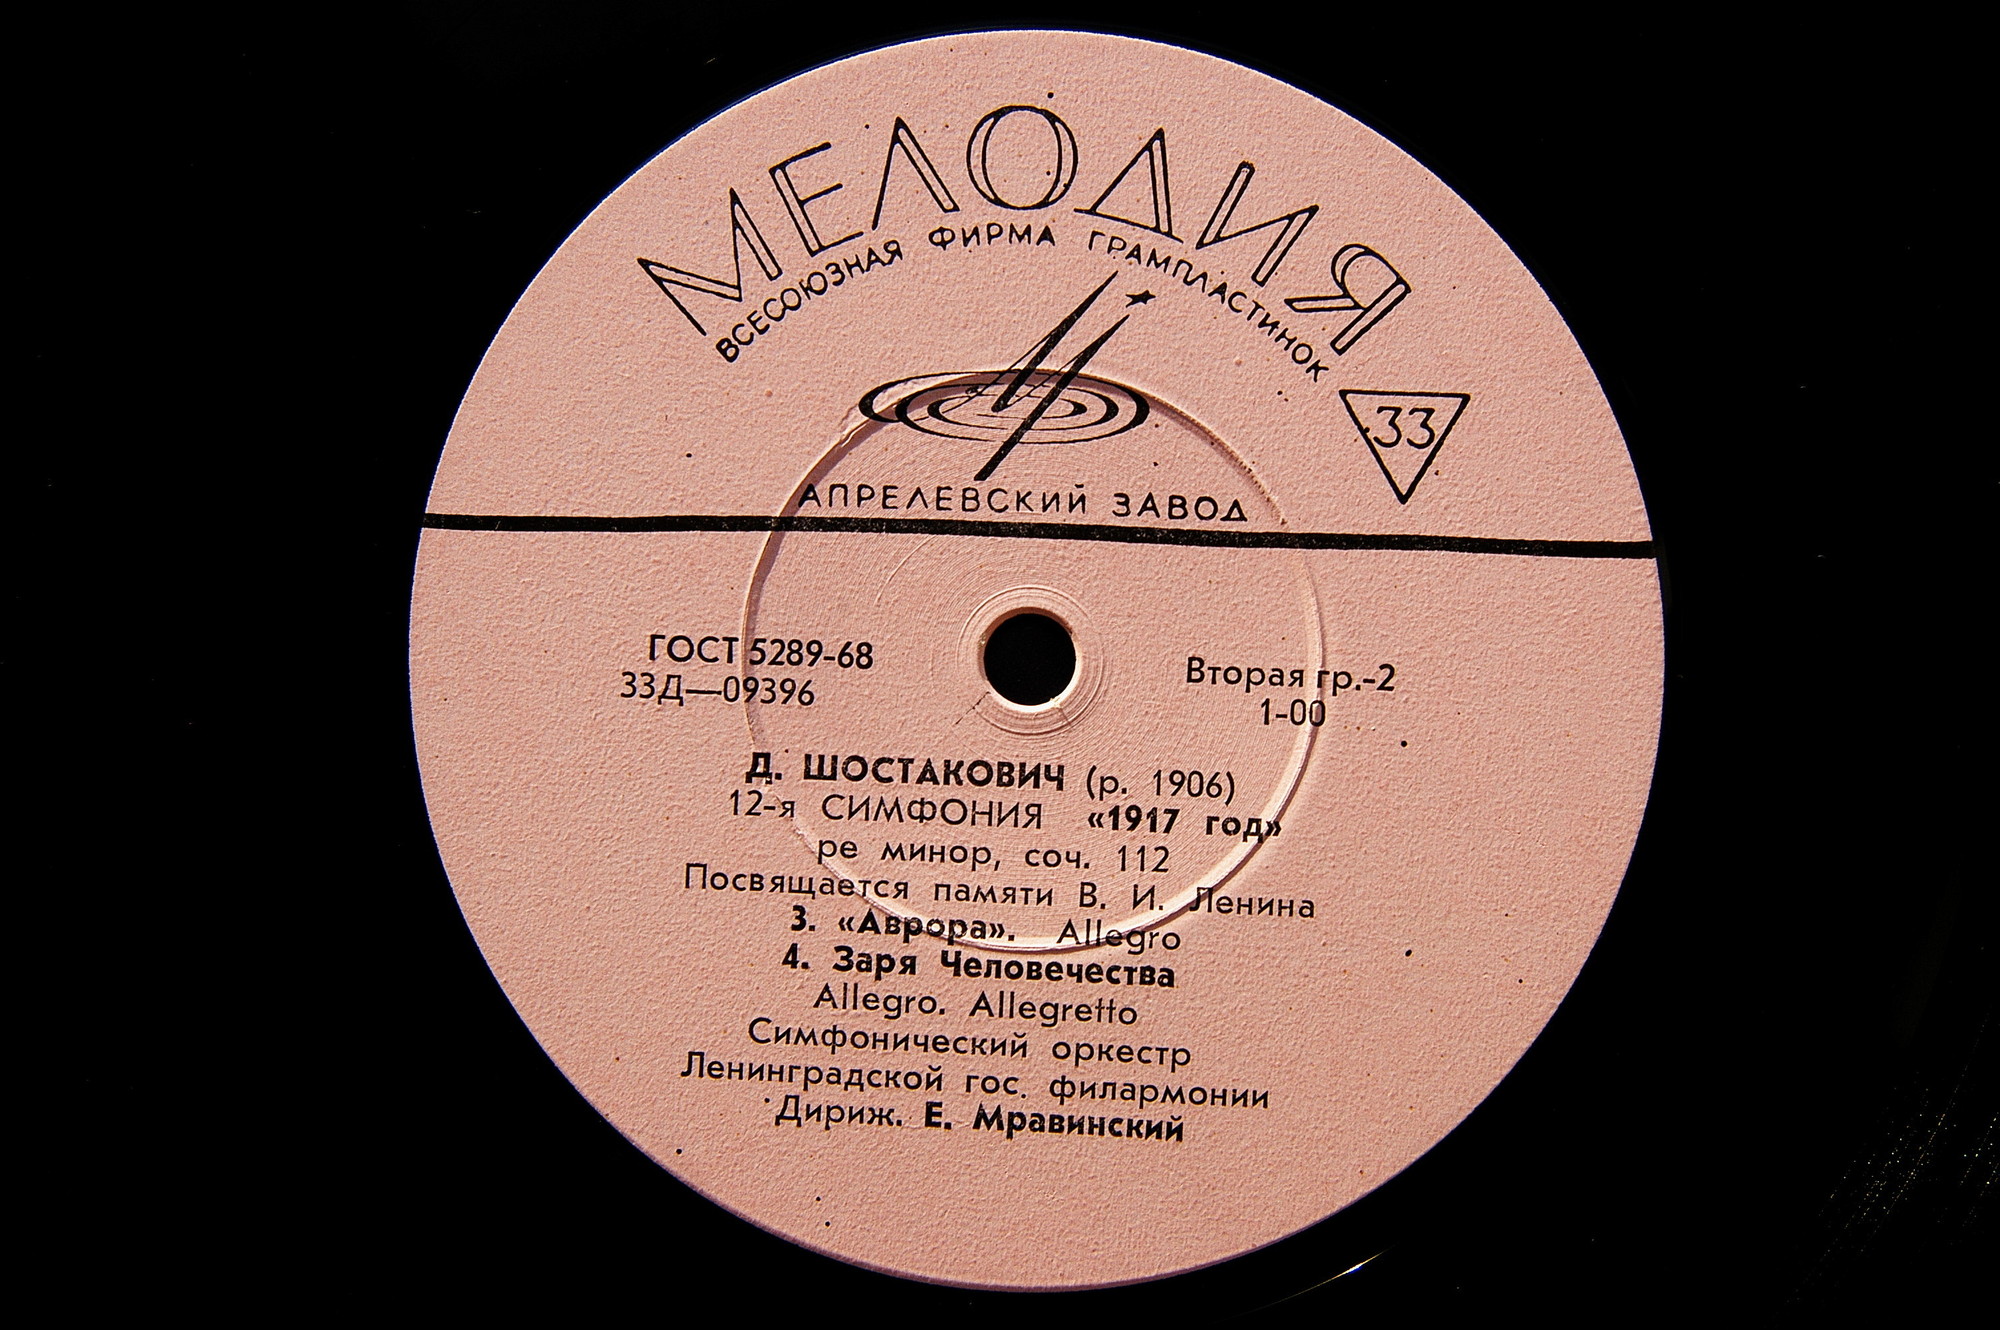 МЕЛОДИЯ
ВСЕСОЮЗНАЯ ФИРМА ГРАМПЛАСТИНОК
33
АПРЕЛЕВСКИЙ ЗАВОД
ГОСТ 5289-68
33Д—09396
Вторая гр.-2
1-00
Д. ШОСТАКОВИЧ (р. 1906)
12-я СИМФОНИЯ «1917 год»
ре минор, соч. 112
Посвящается памяти В. И. Ленина
3. «Аврора». Allegro
4. Заря Человечества
Allegro. Allegretto
Симфонический оркестр
Ленинградской гос. филармонии
Дириж. Е. Мравинский